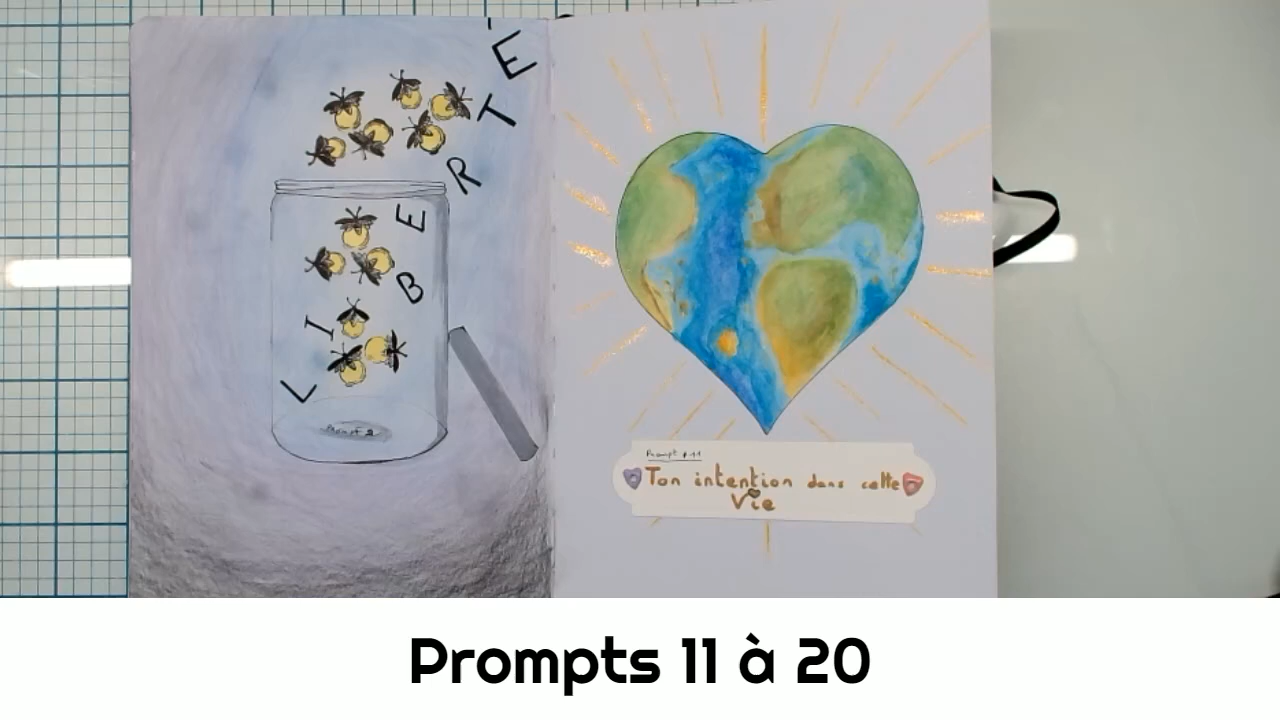 LIBERTÉ
Prompt #11
Ton intention dans cette
Vie
Prompts 11 à 20